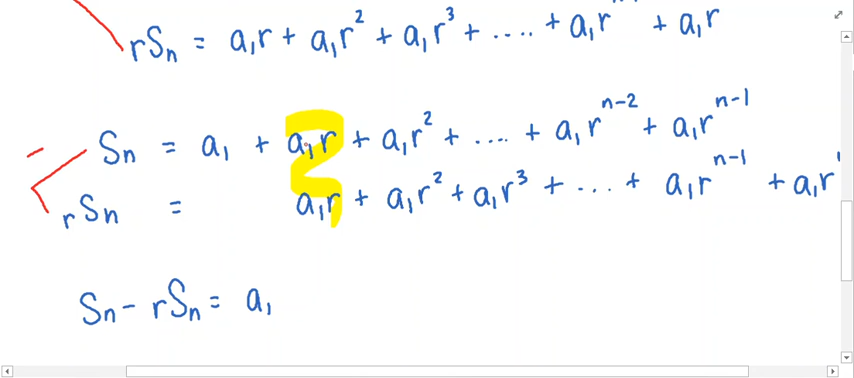 rSₙ = a₁r + a₁r² + a₁r³ + .... + a₁r + a₁r
Sₙ = a₁ + a₁r + a₁r² + .... + a₁rⁿ⁻² + a₁rⁿ⁻¹
rSₙ = a₁r + a₁r² + a₁r³ + ... + a₁rⁿ⁻¹ + a₁r
Sₙ - rSₙ = a₁